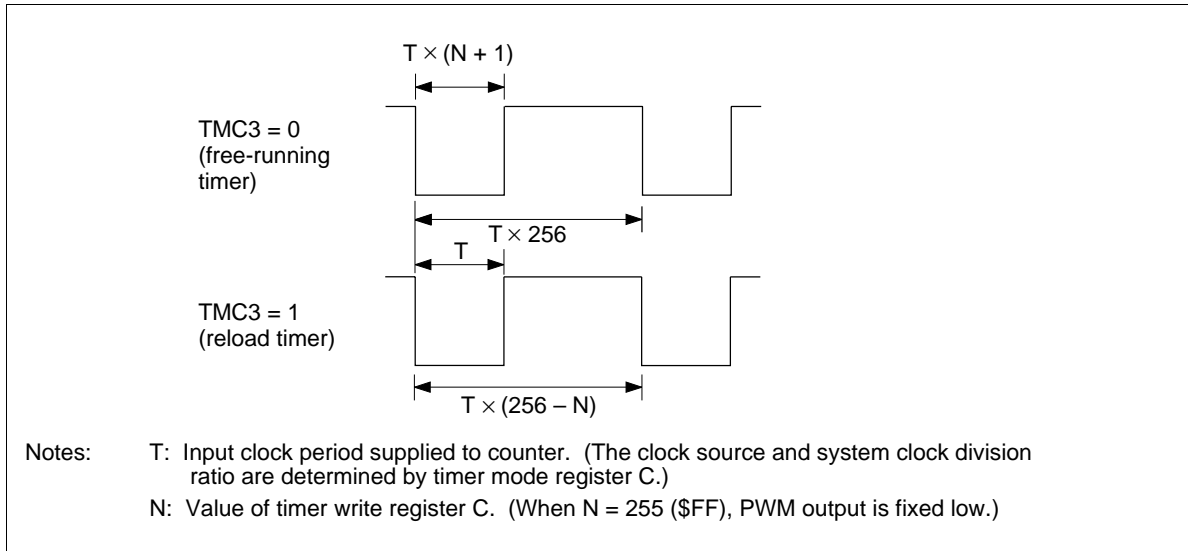 T × (N + 1)
TMC3 = 0
(free-running
timer)
T × 256
T
TMC3 = 1
(reload timer)
T × (256 – N)
Notes: T: Input clock period supplied to counter. (The clock source and system clock division
ratio are determined by timer mode register C.)
N: Value of timer write register C. (When N = 255 ($FF), PWM output is fixed low.)